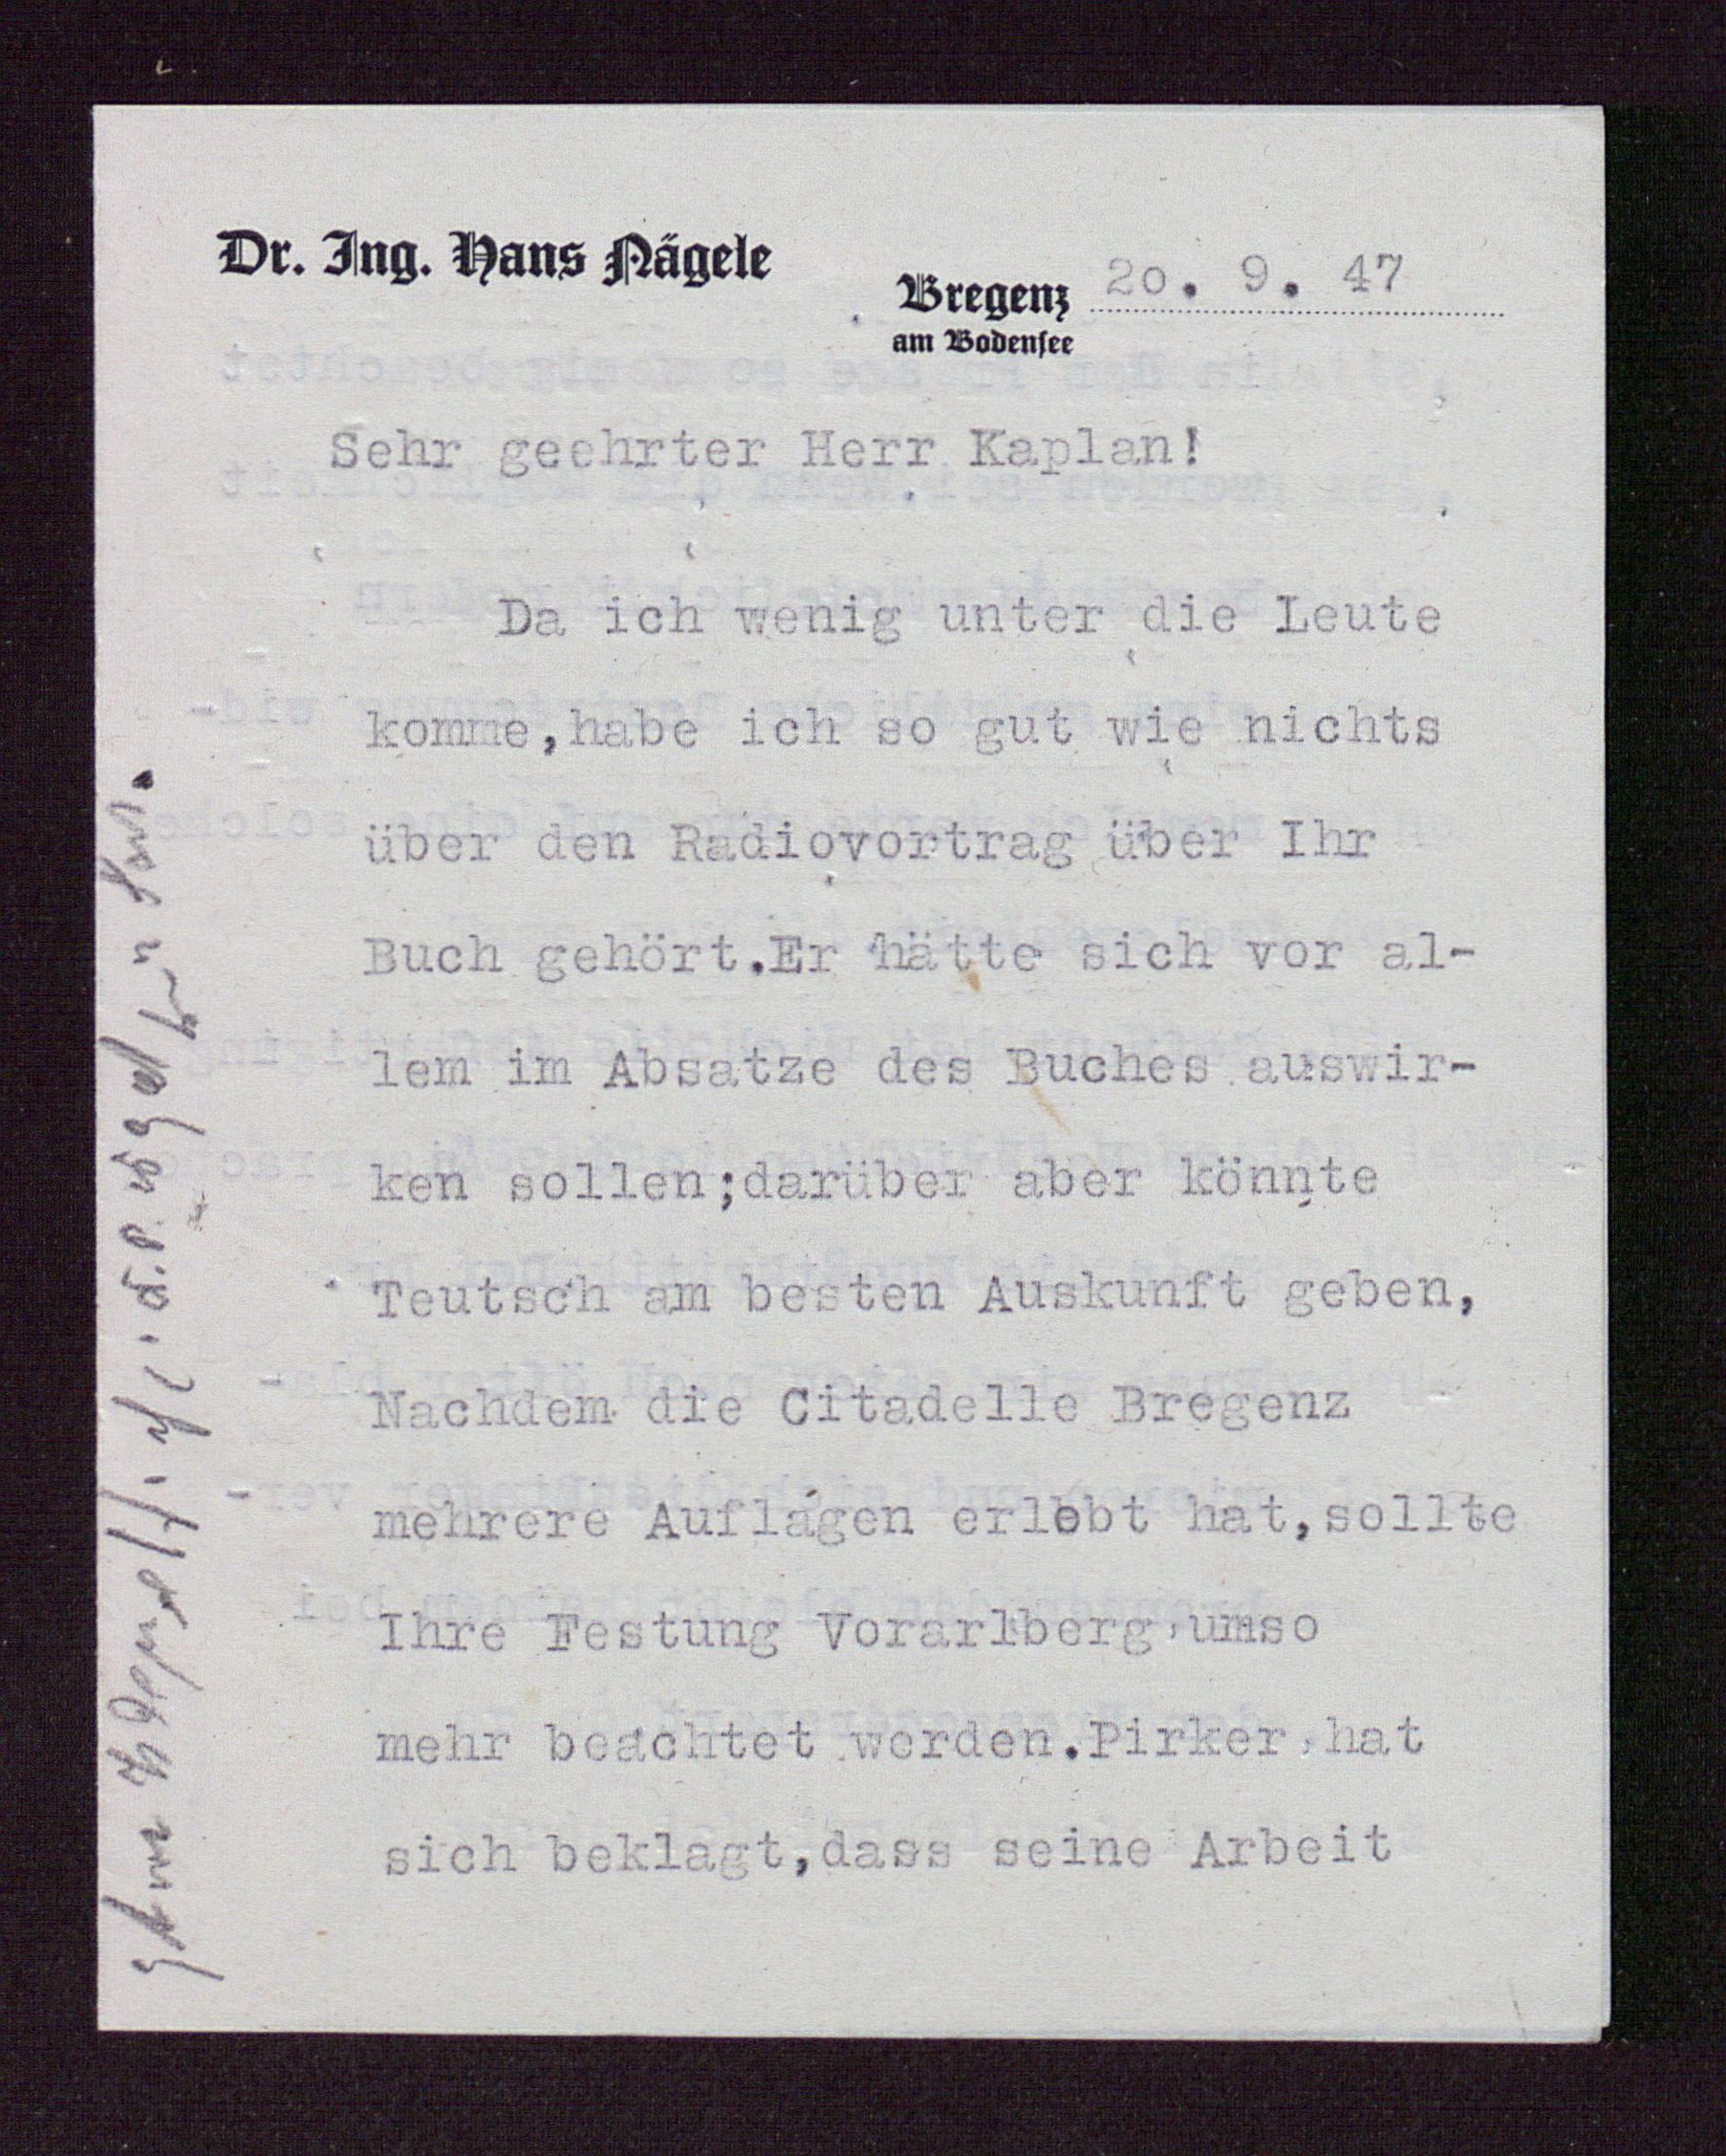 Dr. Ing. Hans Nägele
Bregenz 20. 9. 47
am Bodensee
Sehr geehrter Herr Kaplan!
Da ich wenig unter die Leute
komme,habe ich so gut wie nichts
über den Radiovortrag über Ihr
Buch gehört.Er hätte sich vor al-
lem im Absatze des Buches auswir-
ken sollen;darüber aber könnte
Teutsch am besten Auskunft geben,
Nachdem die Citadelle Bregenz
mehrere Auflagen erlebt hat,sollte
Ihre Festung Vorarlberg umso
mehr beachtet werden.Pirker hat
sich beklagt,dass seine Arbeit